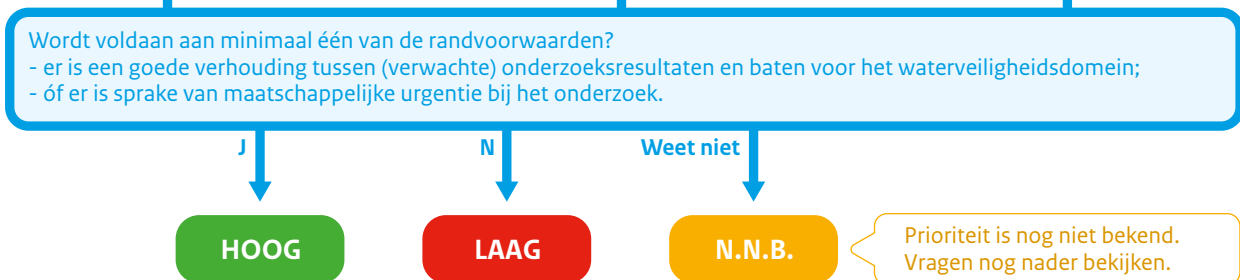 Wordt voldaan aan minimaal één van de randvoorwaarden?
- er is een goede verhouding tussen (verwachte) onderzoeksresultaten en baten voor het waterveiligheidsdomein;
- óf er is sprake van maatschappelijke urgentie bij het onderzoek.
J
N
Weet niet
HOOG
LAAG
N.N.B.
Prioriteit is nog niet bekend.
Vragen nog nader bekijken.